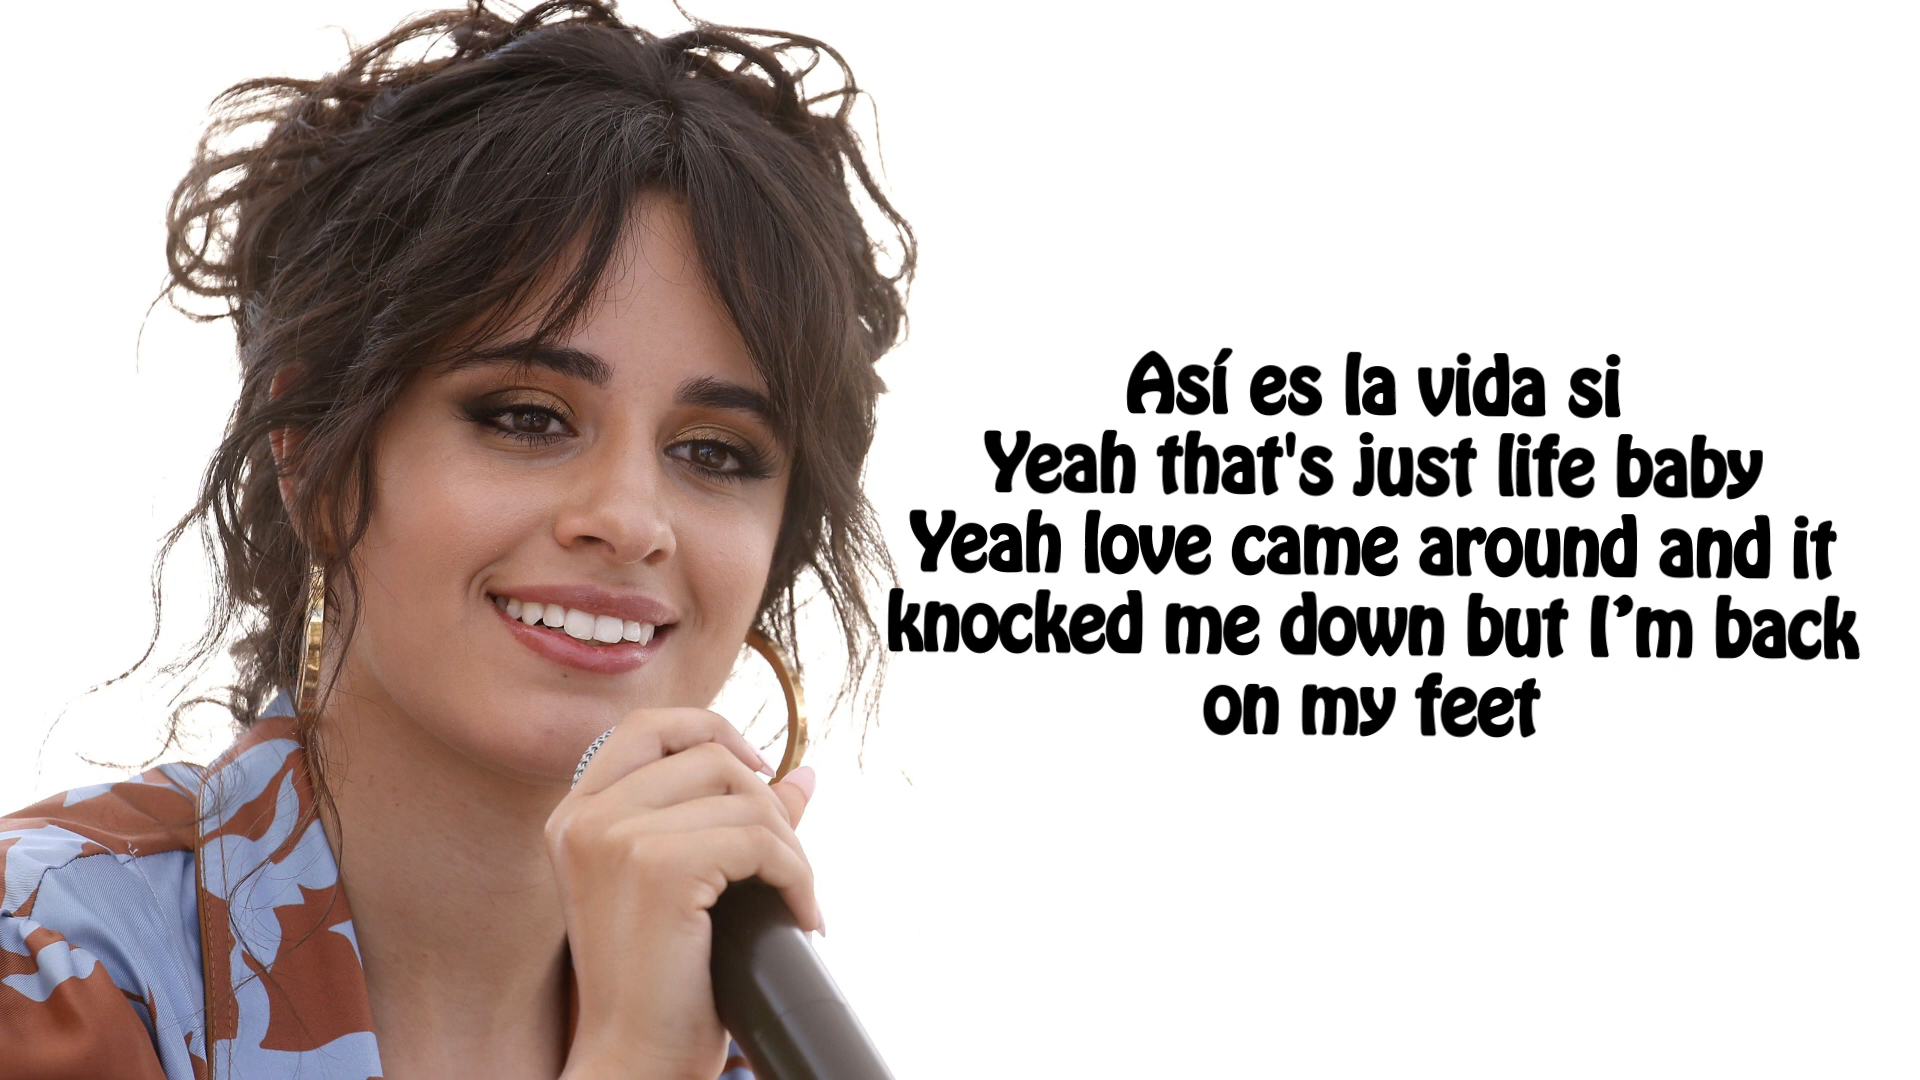 Así es la vida si
Yeah that's just life baby
Yeah love came around and it
knocked me down but I’m back
on my feet